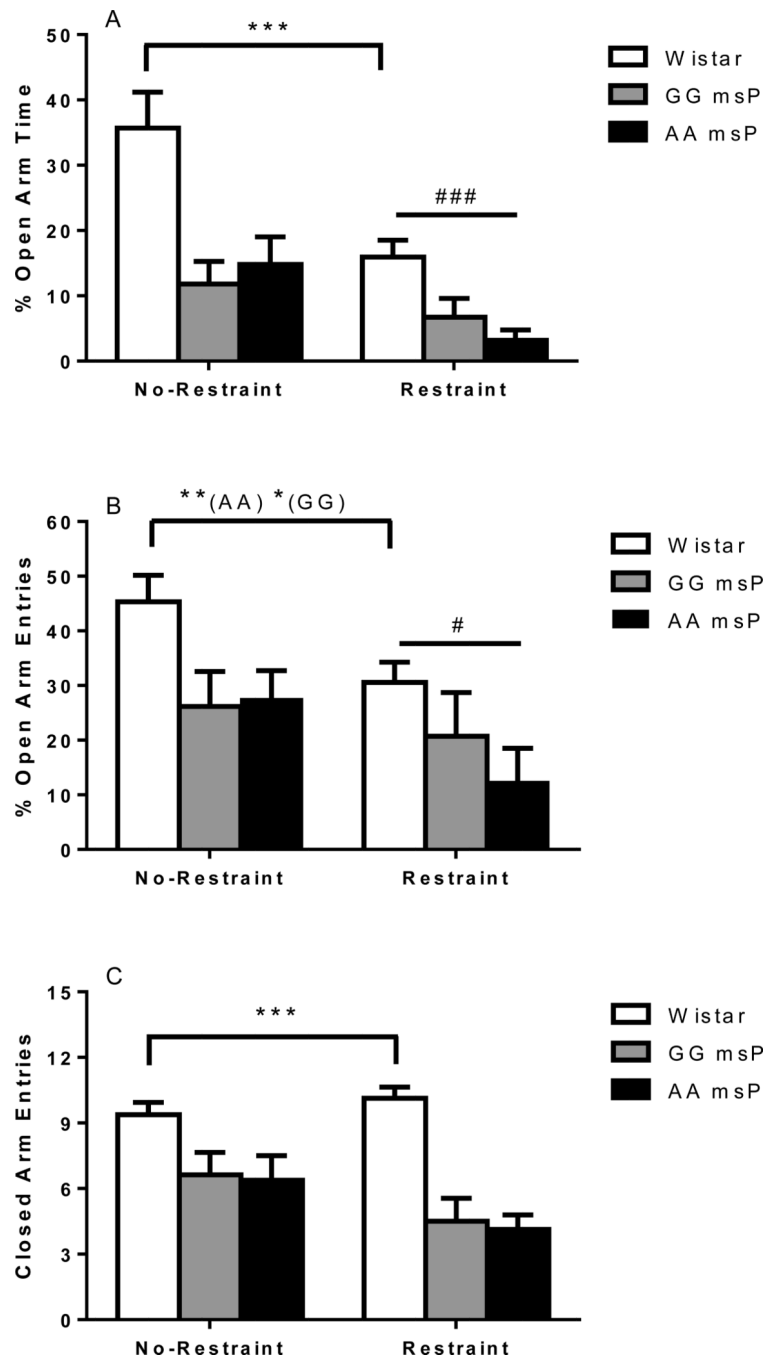 A
% Open Arm Time
50
40
30
20
10
0
***
###
No-Restraint
Restraint
Wistar
GG msP
AA msP
B
% Open Arm Entries
60
50
40
30
20
10
0
**(AA) *(GG)
#
No-Restraint
Restraint
Wistar
GG msP
AA msP
C
Closed Arm Entries
15
12
9
6
3
0
***
No-Restraint
Restraint
Wistar
GG msP
AA msP